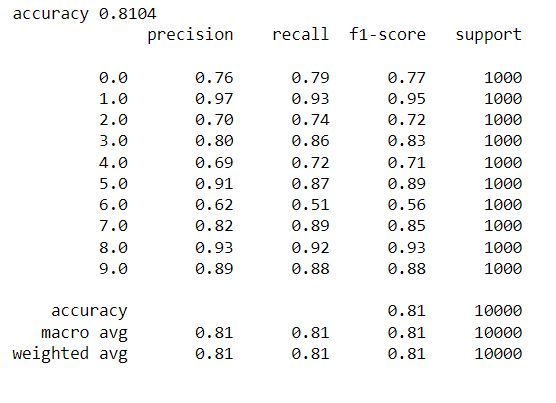 accuracy 0.8104
precision recall f1-score support
0.0 0.76 0.79 0.77 1000
1.0 0.97 0.93 0.95 1000
2.0 0.70 0.74 0.72 1000
3.0 0.80 0.86 0.83 1000
4.0 0.69 0.72 0.71 1000
5.0 0.91 0.87 0.89 1000
6.0 0.62 0.51 0.56 1000
7.0 0.82 0.89 0.85 1000
8.0 0.93 0.92 0.93 1000
9.0 0.89 0.88 0.88 1000
accuracy 0.81 10000
macro avg 0.81 0.81 0.81 10000
weighted avg 0.81 0.81 0.81 10000